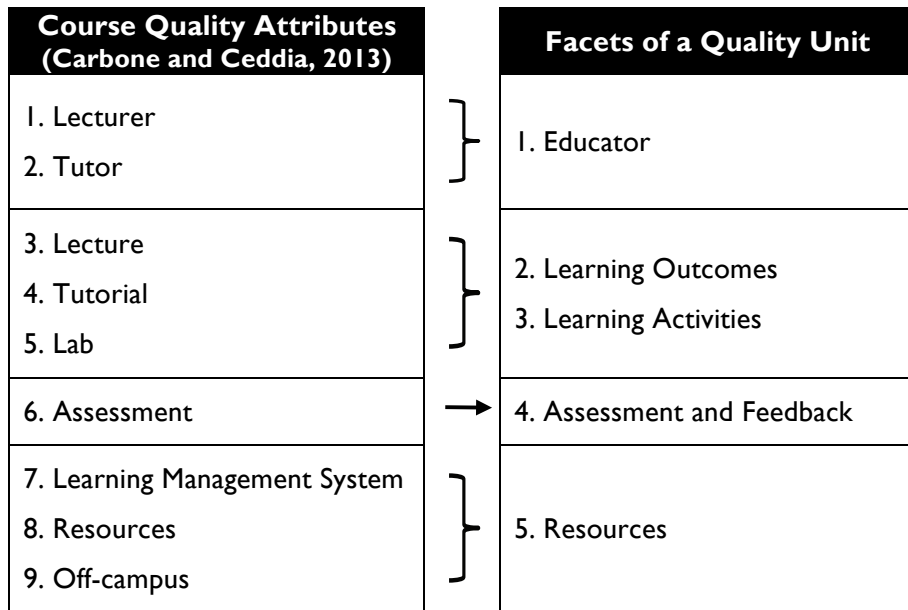 Course Quality Attributes
(Carbone and Ceddia, 2013)
Facets of a Quality Unit
1. Lecturer
2. Tutor
1. Educator
3. Lecture
4. Tutorial
5. Lab
2. Learning Outcomes
3. Learning Activities
6. Assessment
4. Assessment and Feedback
7. Learning Management System
8. Resources
9. Off-campus
5. Resources